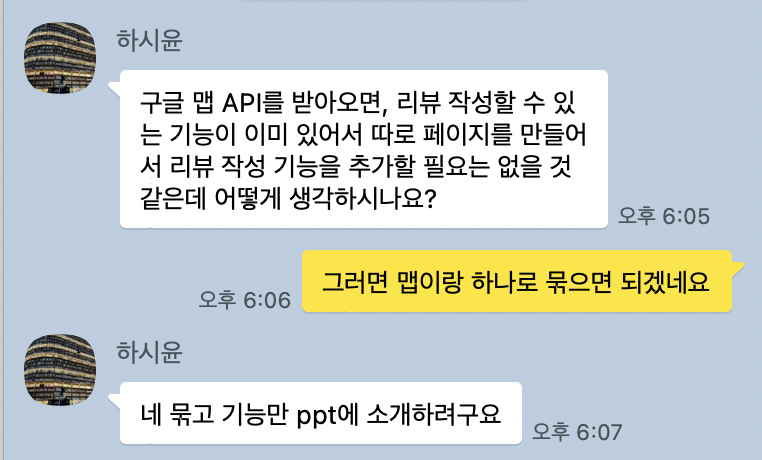 하시윤
구글 맵 API를 받아오면, 리뷰 작성할 수 있
는 기능이 이미 있어서 따로 페이지를 만들어
서 리뷰 작성 기능을 추가할 필요는 없을 것
같은데 어떻게 생각하시나요?
오후 6:05
그러면 맵이랑 하나로 묶으면 되겠네요
오후 6:06
하시윤
네 묶고 기능만 ppt에 소개하려구요
오후 6:07